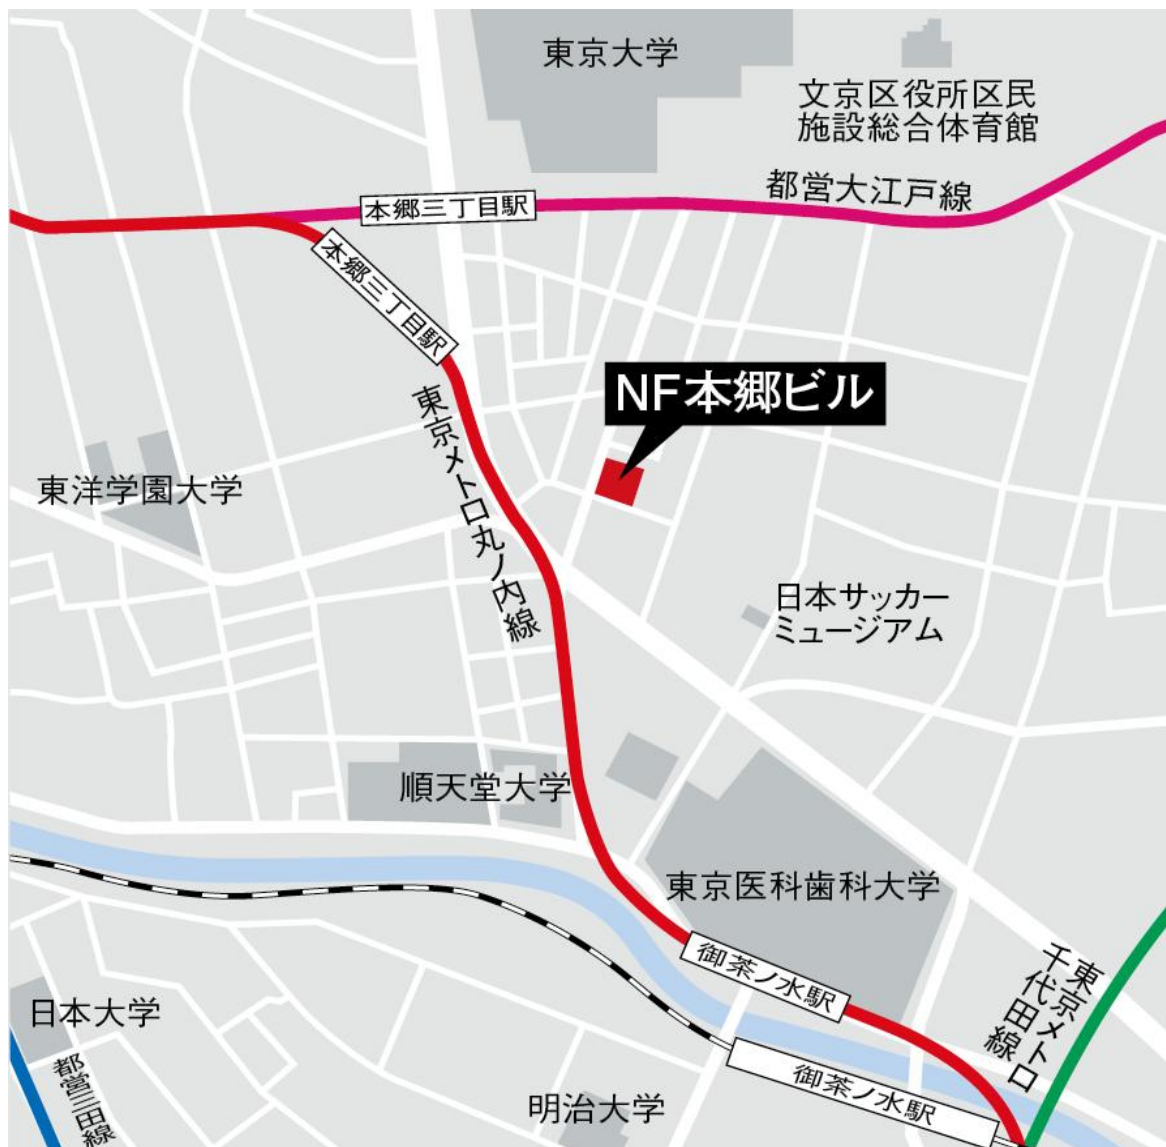 東京大学
文京区役所区民
施設総合体育館
都営大江戸線
本郷三丁目駅
本郷三丁目駅
NF本郷ビル
東京メトロ丸ノ内線
東洋学園大学
日本サッカー
ミュージアム
順天堂大学
東京医科歯科大学
御茶ノ水駅
東京メトロ
千代田線
日本大学
都営三田線
御茶ノ水駅
明治大学